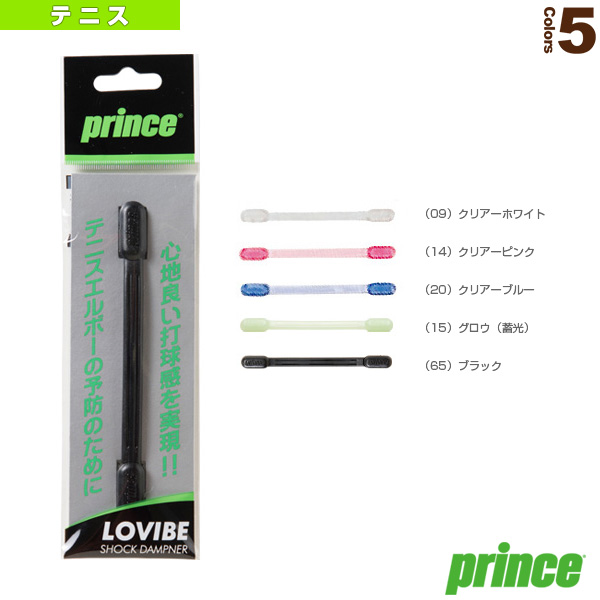 テニス
Colors 5
prince
心地良い打球感を実現!!
テニスエルボーの予防のために
LOVIBE
SHOCK DAMPNER
（09）クリアーホワイト
（14）クリアーピンク
（20）クリアーブルー
（15）グロウ（蓄光）
（65）ブラック
prince